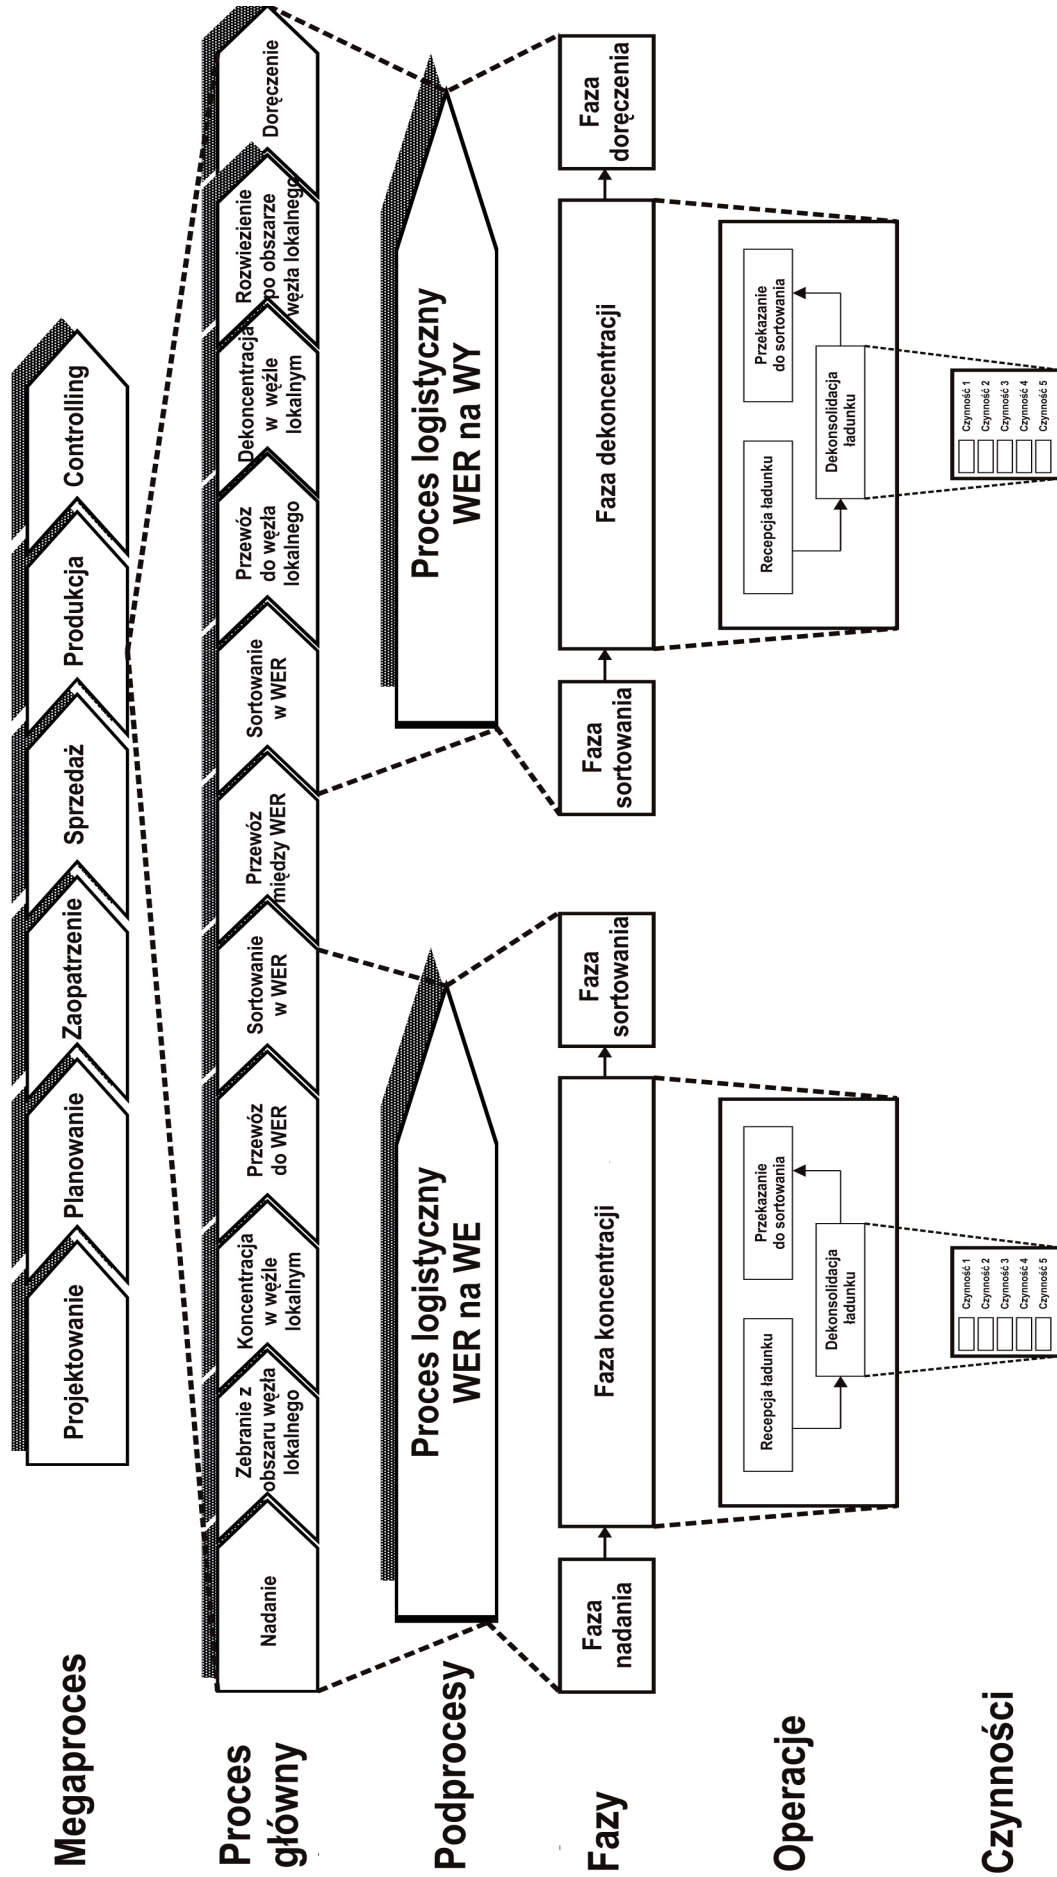 Megaproces
Projektowanie
Planowanie
Zaopatrzenie
Sprzedaż
Produkcja
Controlling
Proces
główny
Nadanie
Zebranie z
obszaru węzła
lokalnego
Koncentracja
w węźle
lokalnym
Przewóz
do WER
Sortowanie
w WER
Przewóz
między WER
Sortowanie
w WER
Przewóz
do węzła
lokalnego
Dekoncentracja
w węźle
lokalnym
Rozwiezienie
po obszarze
węzła lokalnego
Doręczenie
Podprocesy
Proces logistyczny
WER na WE
Proces logistyczny
WER na WY
Fazy
Faza
nadania
Faza koncentracji
Faza
sortowania
Faza
sortowania
Faza dekoncentracji
Faza
doręczenia
Operacje
Recepcja ładunku
Dekonsolidacja
ładunku
Przekazanie
do sortowania
Recepcja ładunku
Dekonsolidacja
ładunku
Przekazanie
do sortowania
Czynności
Czynność 1
Czynność 2
Czynność 3
Czynność 4
Czynność 5
Czynność 1
Czynność 2
Czynność 3
Czynność 4
Czynność 5